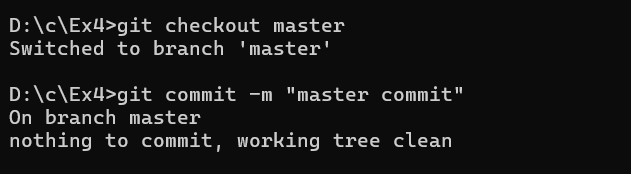 D:\c\Ex4>git checkout master
Switched to branch 'master'
D:\c\Ex4>git commit -m "master commit"
On branch master
nothing to commit, working tree clean